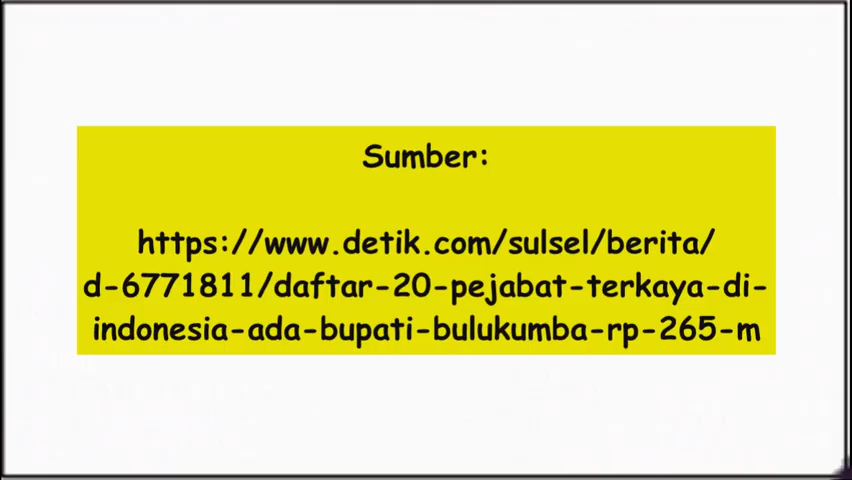 Sumber:
https://www.detik.com/sulsel/berita/
d-6771811/daftar-20-pejabat-terkaya-di-
indonesia-ada-bupati-bulukumba-rp-265-m